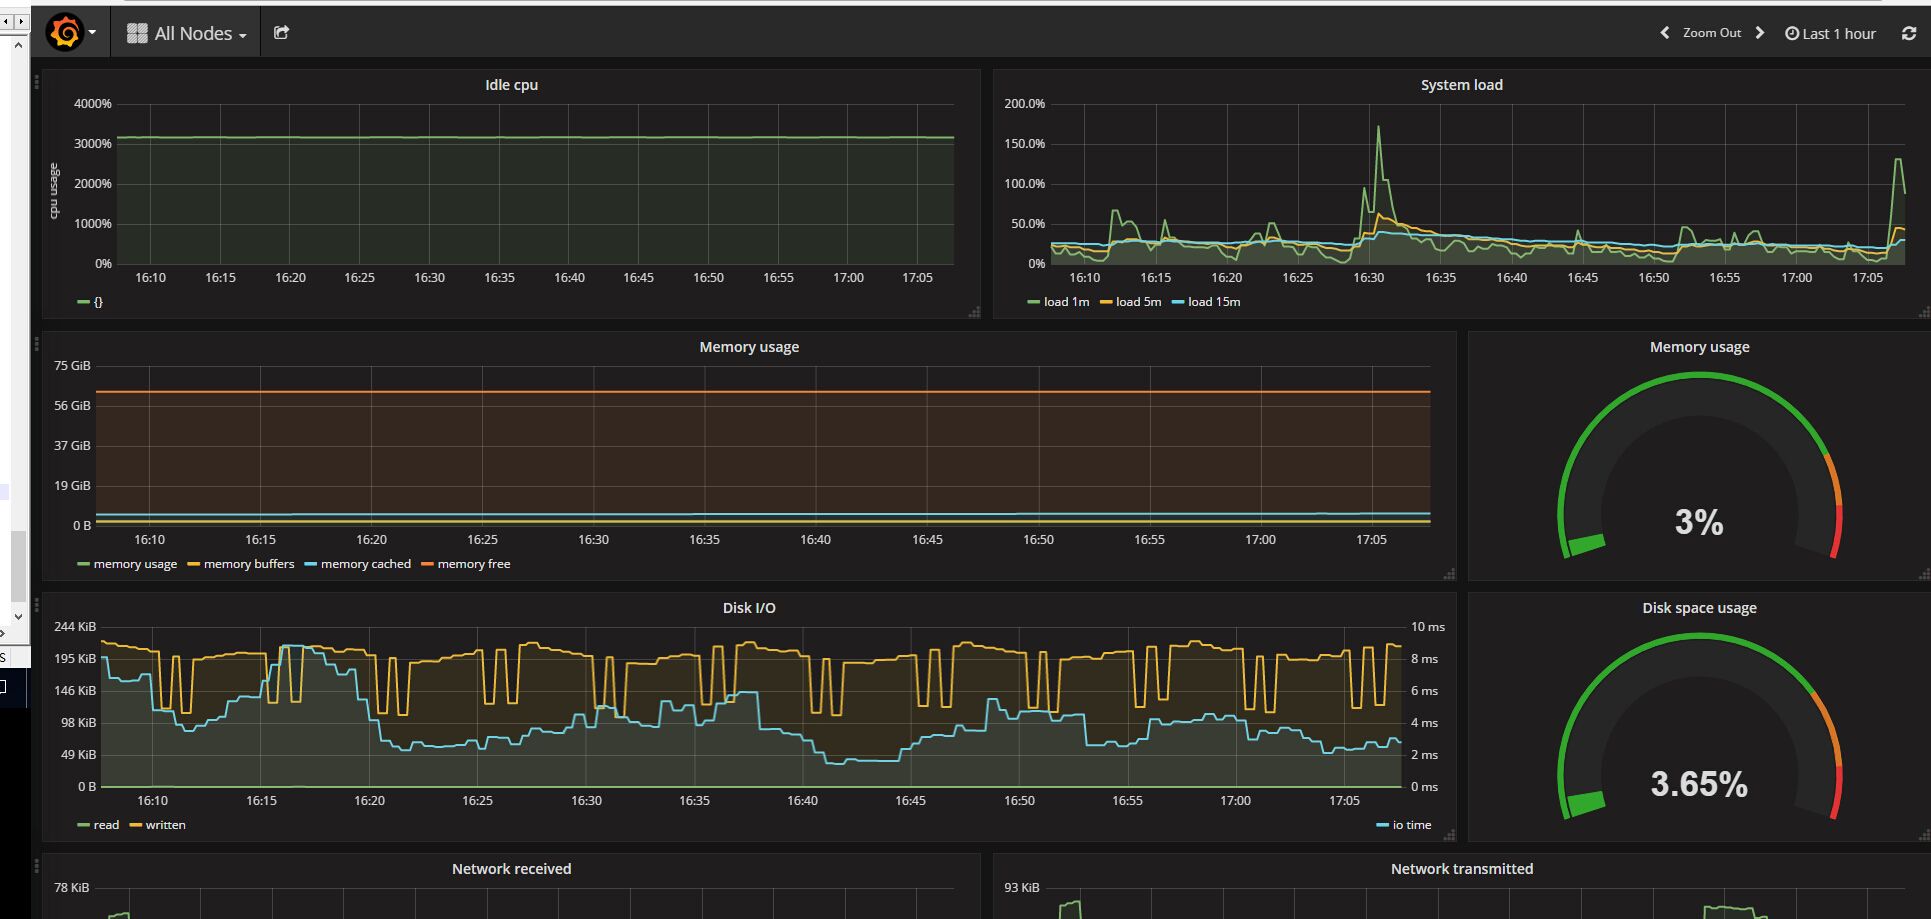 All Nodes
Zoom Out
Last 1 hour
Idle cpu
cpu usage
4000%
3000%
2000%
1000%
0%
16:10 16:15 16:20 16:25 16:30 16:35 16:40 16:45 16:50 16:55 17:00 17:05
{}
System load
200.0%
150.0%
100.0%
50.0%
0%
16:10 16:15 16:20 16:25 16:30 16:35 16:40 16:45 16:50 16:55 17:00 17:05
load 1m load 5m load 15m
Memory usage
75 GiB
56 GiB
37 GiB
19 GiB
0 B
16:10 16:15 16:20 16:25 16:30 16:35 16:40 16:45 16:50 16:55 17:00 17:05
memory usage memory buffers memory cached memory free
Memory usage
3%
Disk I/O
244 KiB
195 KiB
146 KiB
98 KiB
49 KiB
0 B
10 ms
8 ms
6 ms
4 ms
2 ms
0 ms
16:10 16:15 16:20 16:25 16:30 16:35 16:40 16:45 16:50 16:55 17:00 17:05
read written
io time
Disk space usage
3.65%
Network received
78 KiB
Network transmitted
93 KiB
S